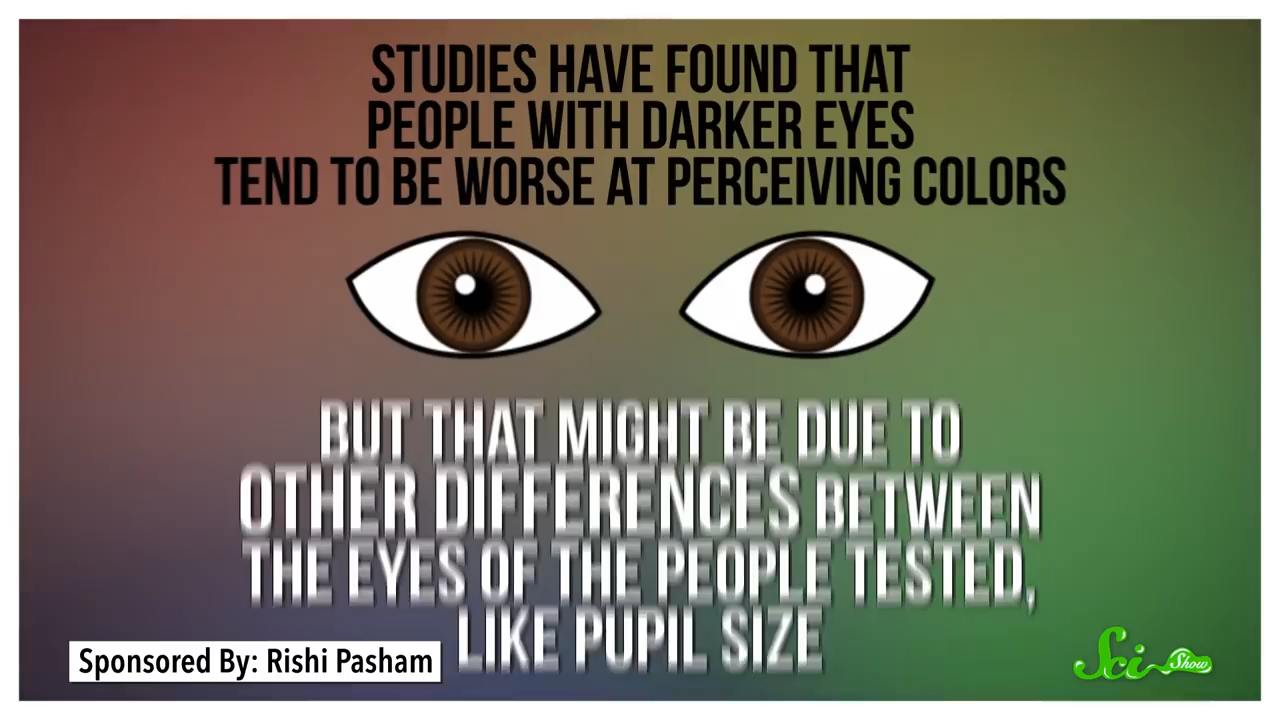 STUDIES HAVE FOUND THAT
PEOPLE WITH DARKER EYES
TEND TO BE WORSE AT PERCEIVING COLORS
BUT THAT MIGHT BE DUE TO
OTHER DIFFERENCES BETWEEN
THE EYES OF THE PEOPLE TESTED,
LIKE PUPIL SIZE
Sponsored By: Rishi Pasham
Sci Show